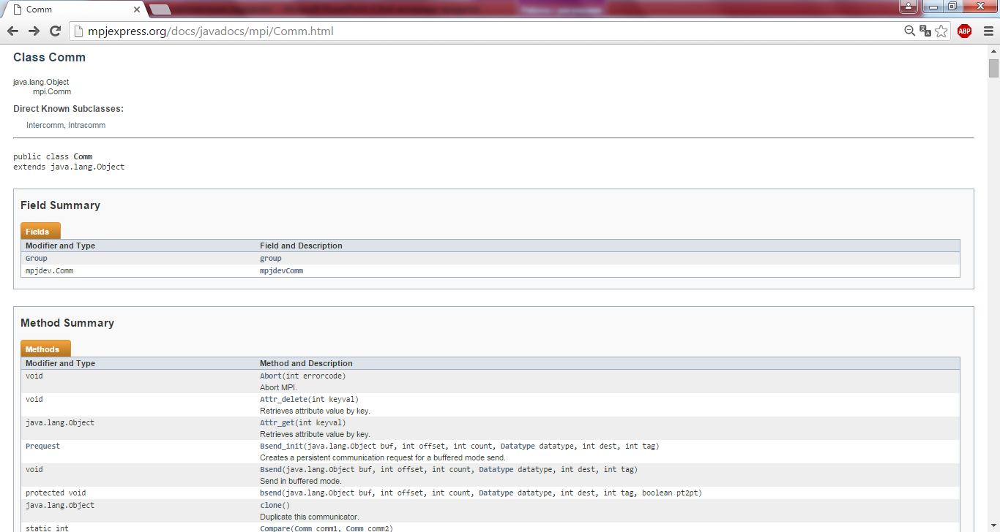 Comm
mpjexpress.org/docs/javadocs/mpi/Comm.html
ABP
Class Comm
java.lang.Object
mpi.Comm
Direct Known Subclasses:
Intercomm, Intracomm
public class Comm
extends java.lang.Object
Field Summary
Fields
Modifier and Type Field and Description
Group group
mpjdev.Comm mpjdevComm
Method Summary
Methods
Modifier and Type Method and Description
void Abort(int errorcode)
Abort MPI.
void Attr_delete(int keyval)
Retrieves attribute value by key.
java.lang.Object Attr_get(int keyval)
Retrieves attribute value by key.
Prequest Bsend_init(java.lang.Object buf, int offset, int count, Datatype datatype, int dest, int tag)
Creates a persistent communication request for a buffered mode send.
void Bsend(java.lang.Object buf, int offset, int count, Datatype datatype, int dest, int tag)
Send in buffered mode.
protected void bsend(java.lang.Object buf, int offset, int count, Datatype datatype, int dest, int tag, boolean pt2pt)
java.lang.Object clone()
Duplicate this communicator.
static int Compare(Comm comm1, Comm comm2)